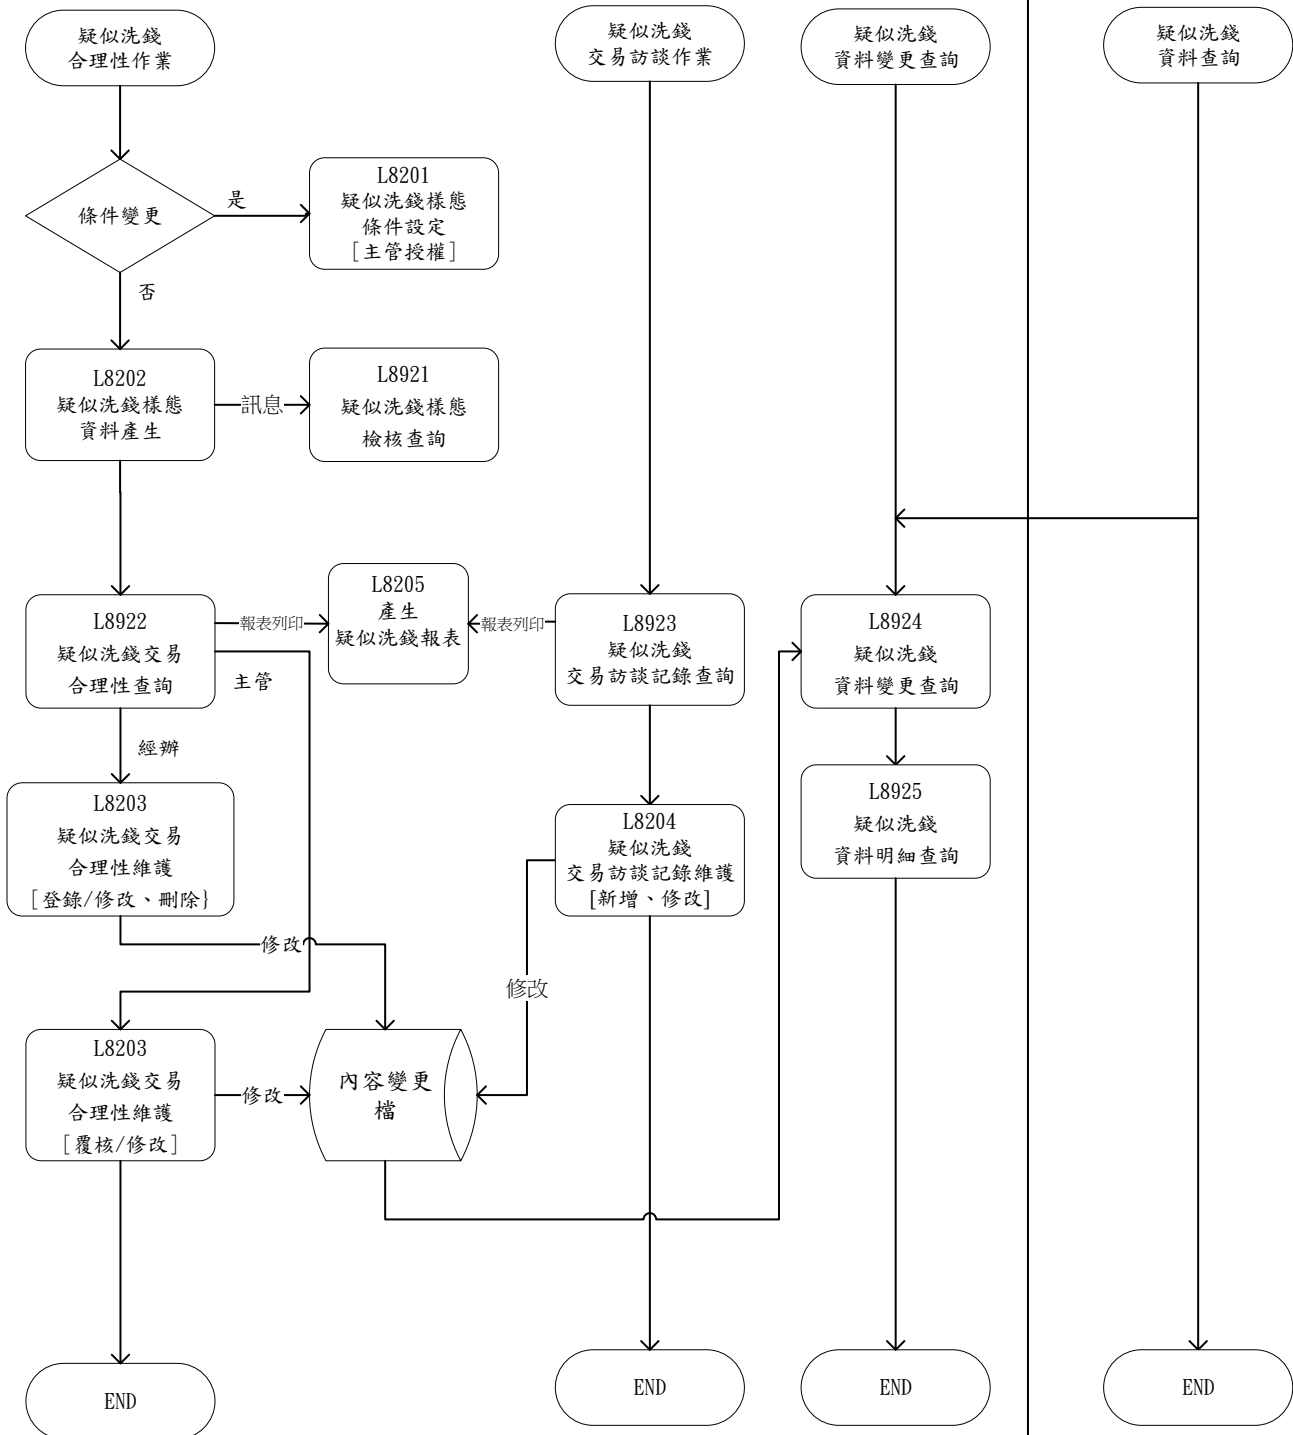 疑似洗錢
合理性作業
疑似洗錢
交易訪談作業
疑似洗錢
資料變更查詢
疑似洗錢
資料查詢
條件變更
是
L8201
疑似洗錢樣態
條件設定
[主管授權]
否
L8202
疑似洗錢樣態
資料產生
訊息
L8921
疑似洗錢樣態
檢核查詢
L8922
疑似洗錢交易
合理性查詢
報表列印
L8205
產生
疑似洗錢報表
報表列印
L8923
疑似洗錢
交易訪談記錄查詢
L8924
疑似洗錢
資料變更查詢
主管
經辦
L8203
疑似洗錢交易
合理性維護
[登錄/修改、刪除}
L8204
疑似洗錢
交易訪談記錄維護
[新增、修改]
L8925
疑似洗錢
資料明細查詢
修改
修改
L8203
疑似洗錢交易
合理性維護
[覆核/修改]
修改
內容變更
檔
END
END
END
END